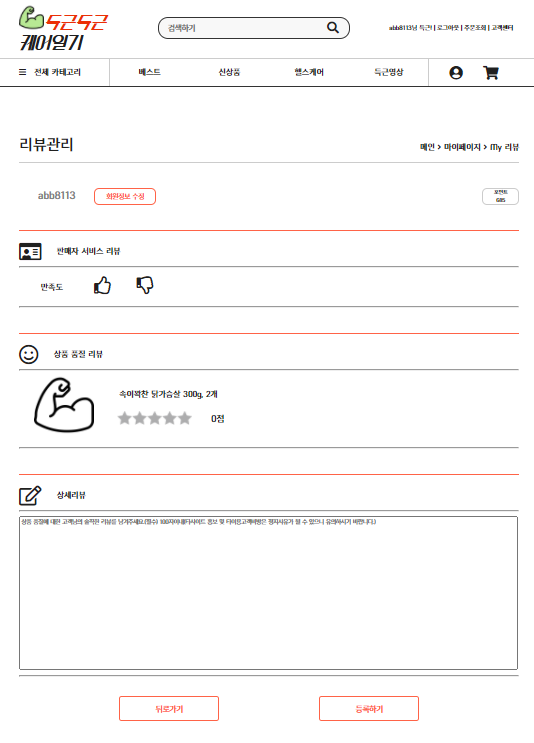 득근득근
케어일기
검색하기
abb8113님 득근! | 로그아웃 | 주문조회 | 고객센터
전체 카테고리 베스트 신상품 헬스케어 득근영상
리뷰관리
메인 > 마이페이지 > My 리뷰
abb8113 회원정보 수정
포인트
685
판매자 서비스 리뷰
만족도
상품 품질 리뷰
속이꽉찬 닭가슴살 300g, 2개
0점
상세리뷰
상품 품질에 대한 고객님의 솔직한 리뷰를 남겨주세요.(필수) 100자이내타사이트 홍보 및 타이용고객비방은 정지사유가 될 수 있으니 유의하시기 바랍니다.)
뒤로가기 등록하기